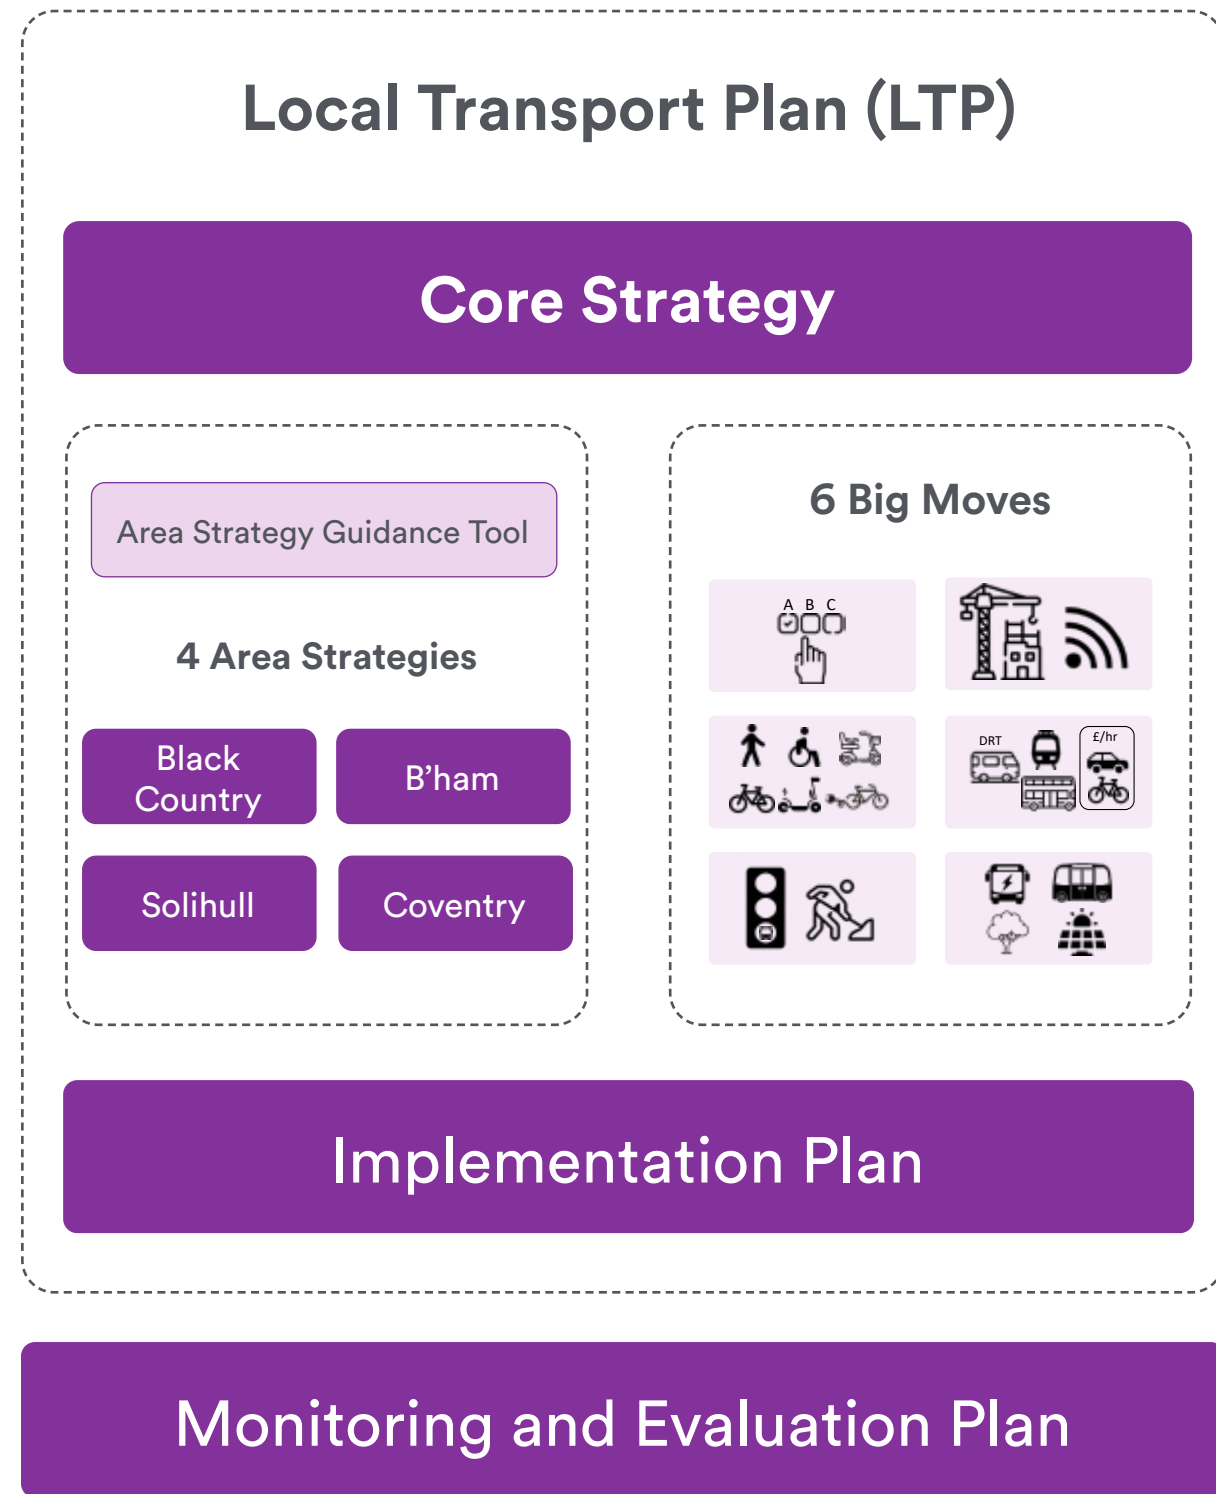 Local Transport Plan (LTP)
Core Strategy
Area Strategy Guidance Tool
4 Area Strategies
Black
Country
B’ham
Solihull
Coventry
6 Big Moves
A B C
DRT
£/hr
Implementation Plan
Monitoring and Evaluation Plan